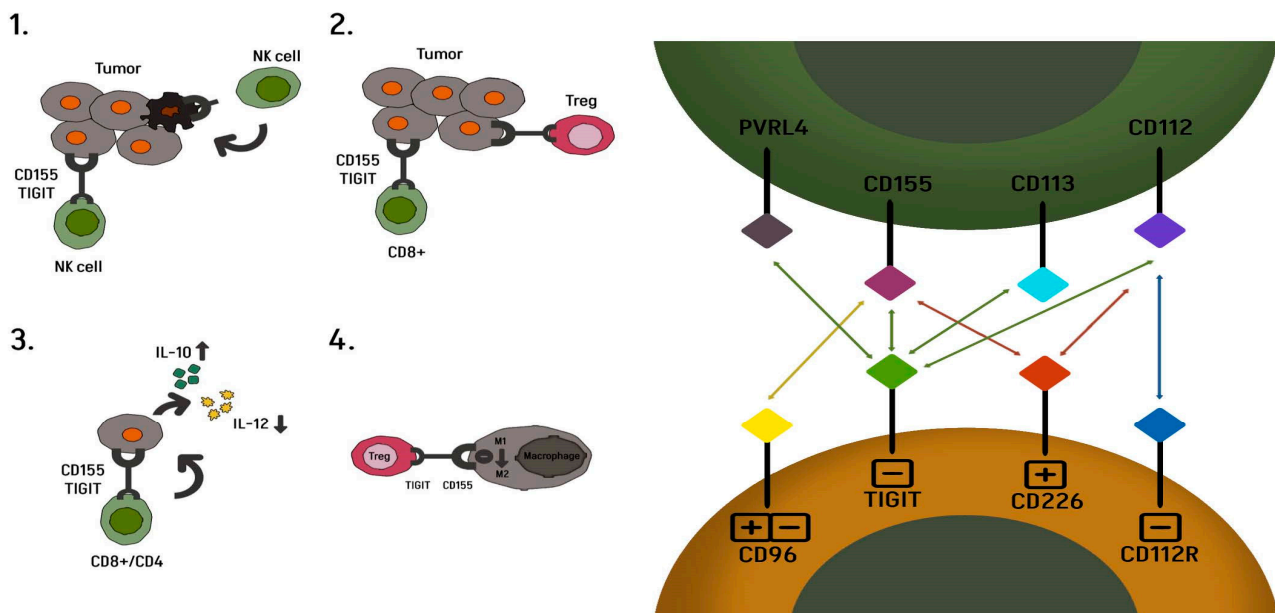 1.
NK cell
Tumor
CD155
TIGIT
NK cell
2.
Tumor
Treg
CD155
TIGIT
CD8+
3.
IL-10
IL-12
CD155
TIGIT
CD8+/CD4
4.
Treg
TIGIT
CD155
M1
M2
Macrophage
PVRL4
CD112
CD155
CD113
−
TIGIT
+
CD226
+ −
CD96
−
CD112R